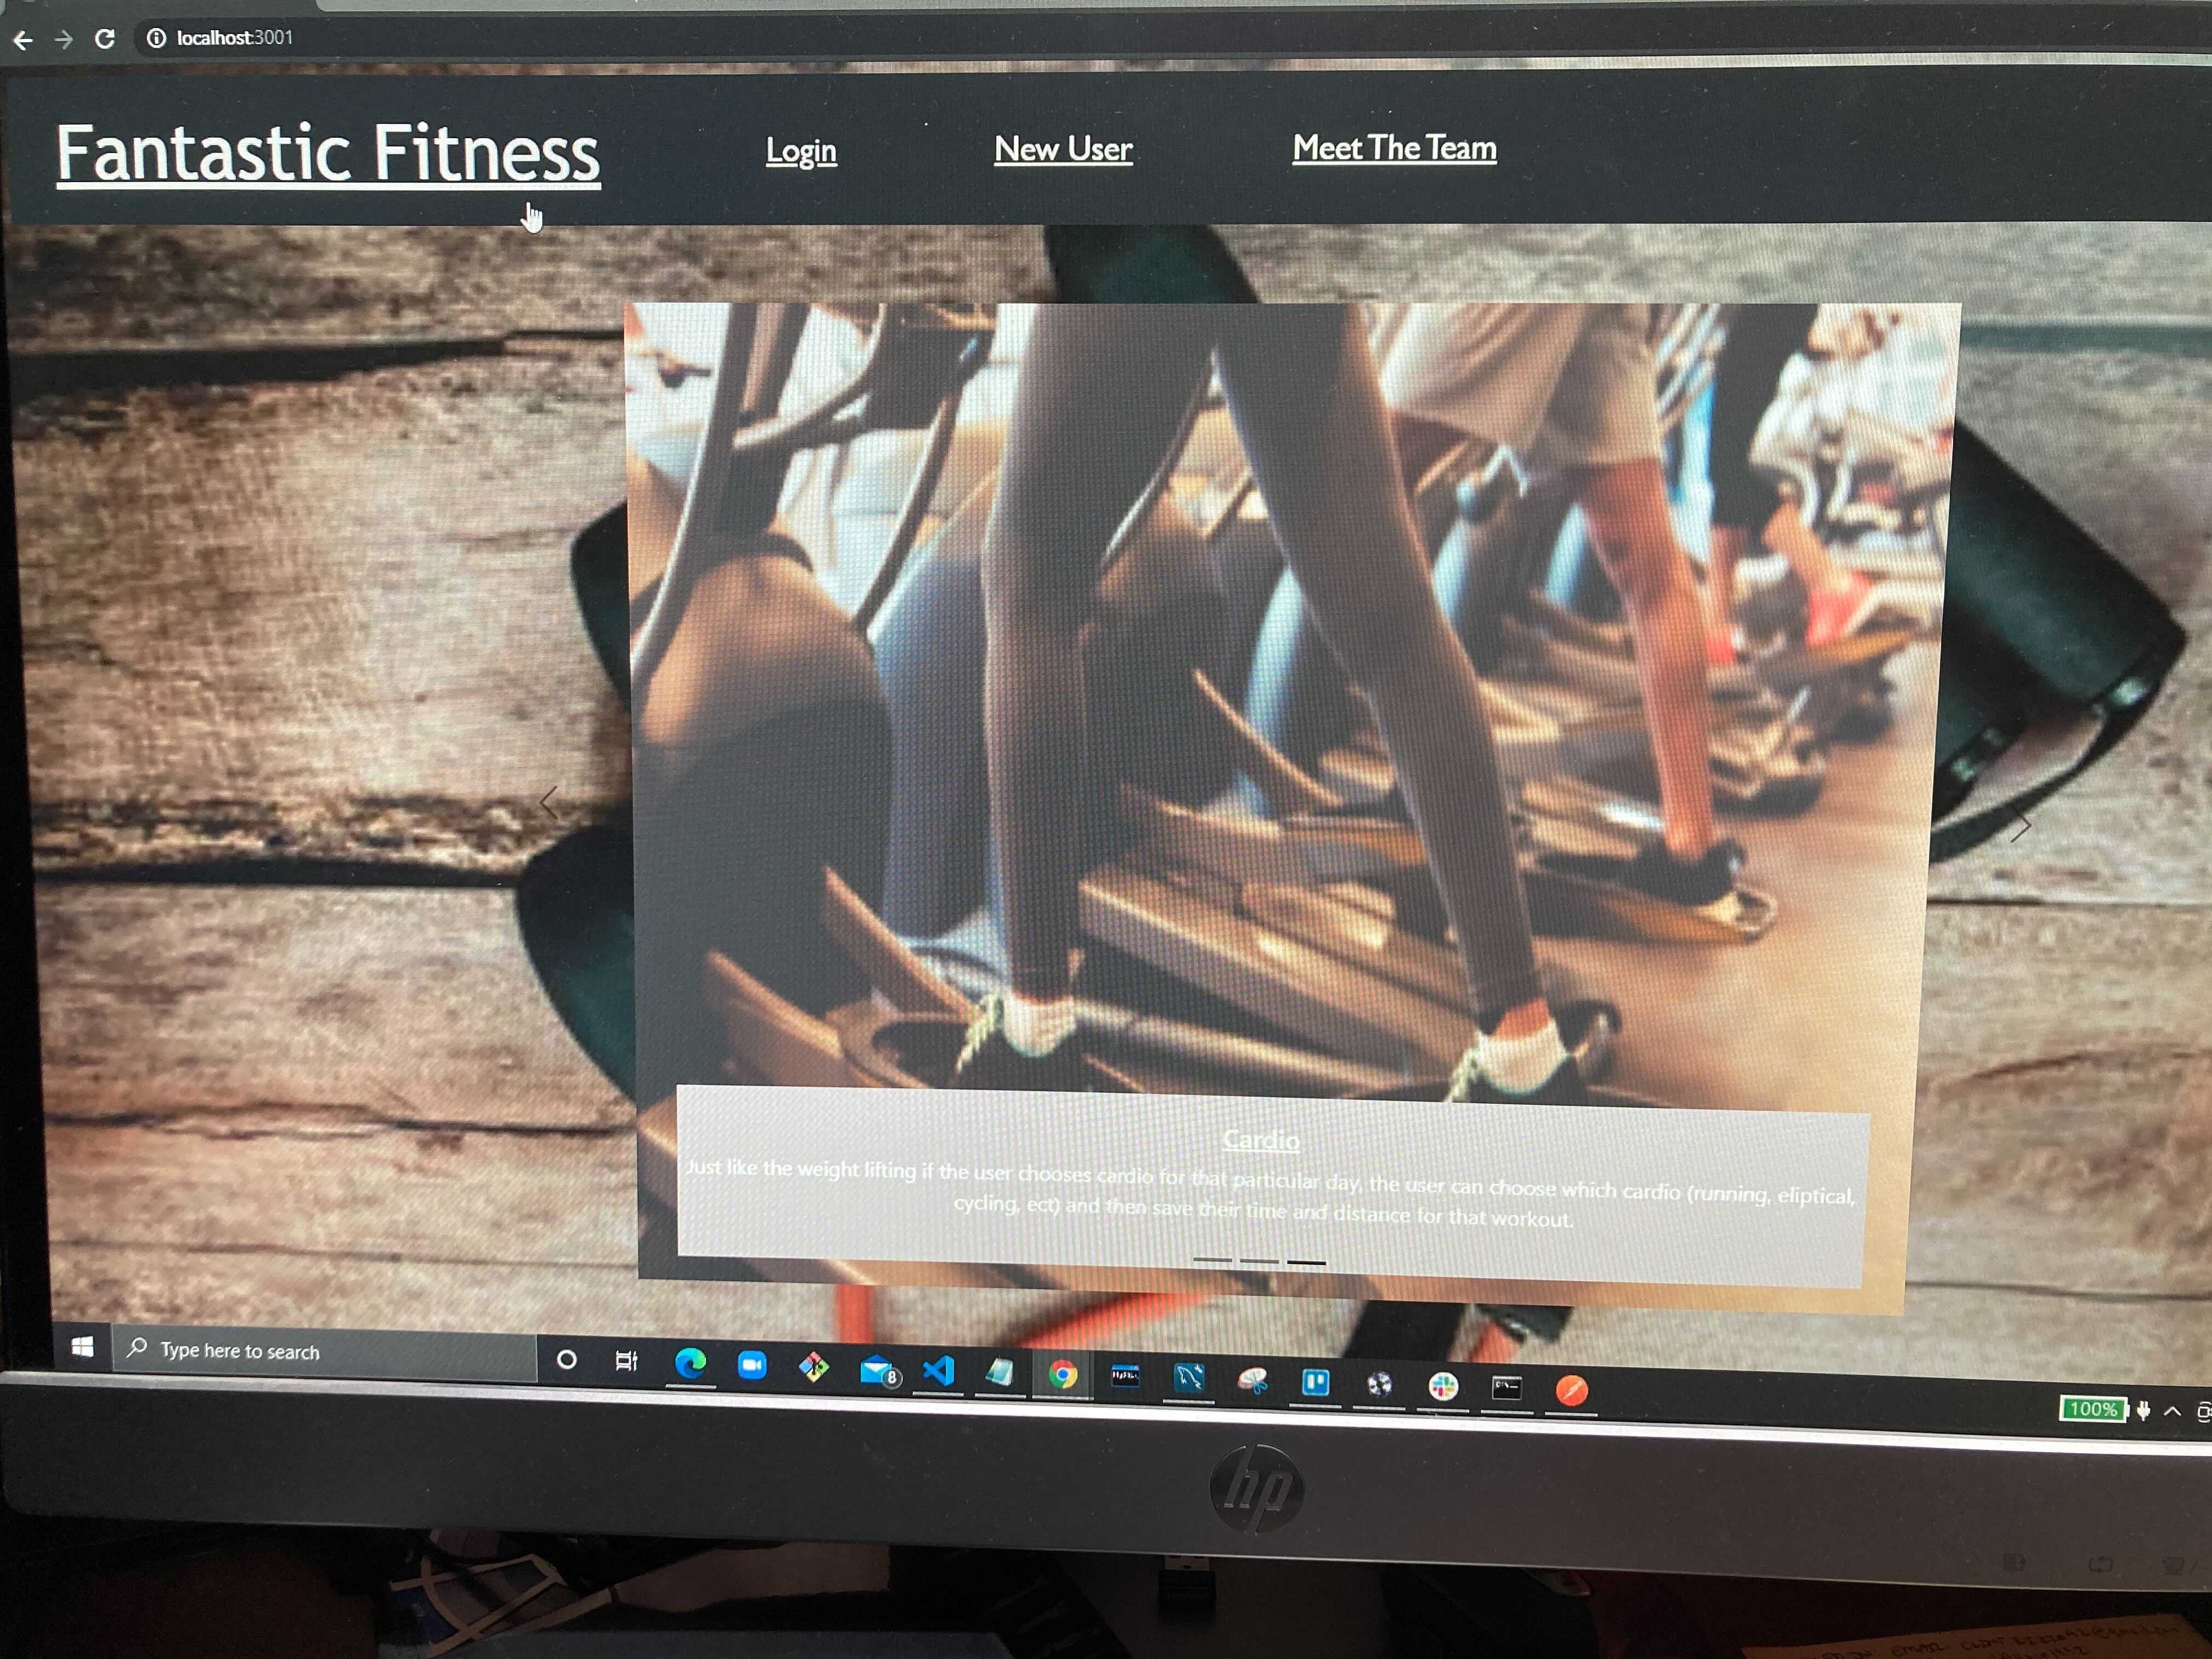 localhost:3001
Fantastic Fitness
Login
New User
Meet The Team
Cardio
Just like the weight lifting if the user chooses cardio for that particular day, the user can choose which cardio (running, eliptical,
cycling, ect) and then save their time and distance for that workout.
Type here to search
8
100%
hp